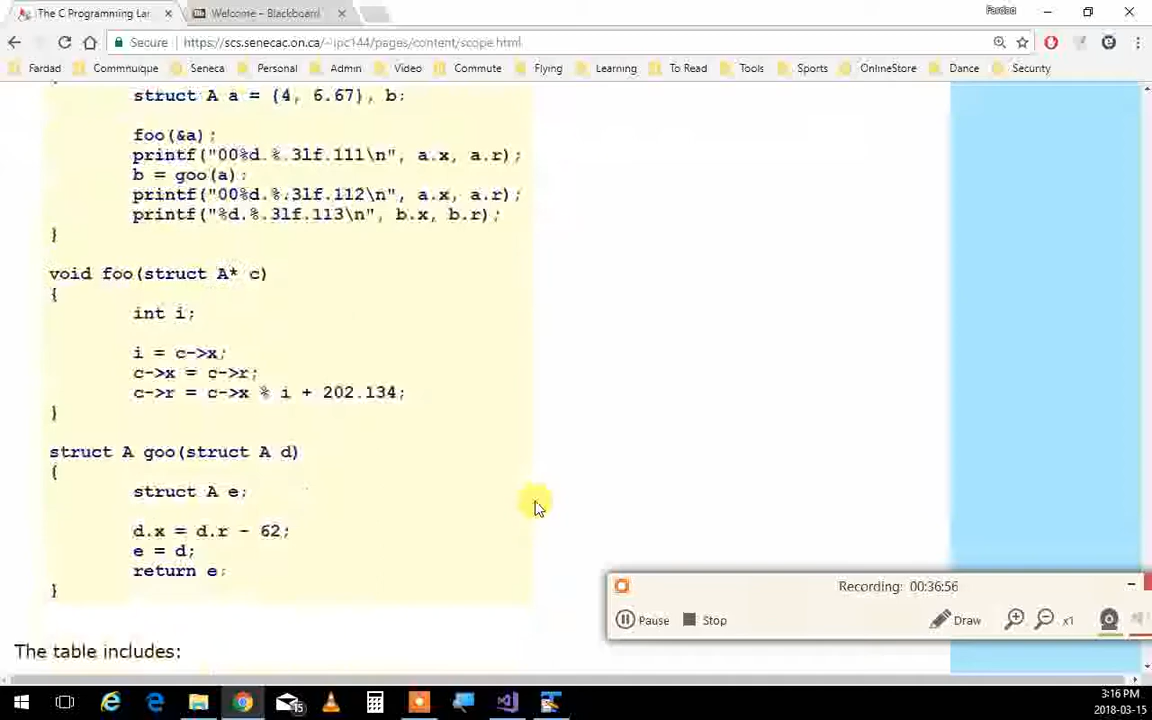 The C Programming Lar
Welcome – Blackboard
Fardad
Secure
https://scs.senecac.on.ca/~ipc144/pages/content/scope.html
Fardad Commnuique Seneca Personal Admin Video Commute Flying Learning To Read Tools Sports OnlineStore Dance Security
struct A a = {4, 6.67}, b;
foo(&a);
printf("00%d.%.3lf.111\n", a.x, a.r);
b = goo(a);
printf("00%d.%.3lf.112\n", a.x, a.r);
printf("%d.%.3lf.113\n", b.x, b.r);
}
void foo(struct A* c)
{
int i;
i = c->x;
c->x = c->r;
c->r = c->x % i + 202.134;
}
struct A goo(struct A d)
{
struct A e;
d.x = d.r - 62;
e = d;
return e;
}
The table includes:
Recording: 00:36:56
Pause Stop Draw x1
15
3:16 PM
2018-03-15